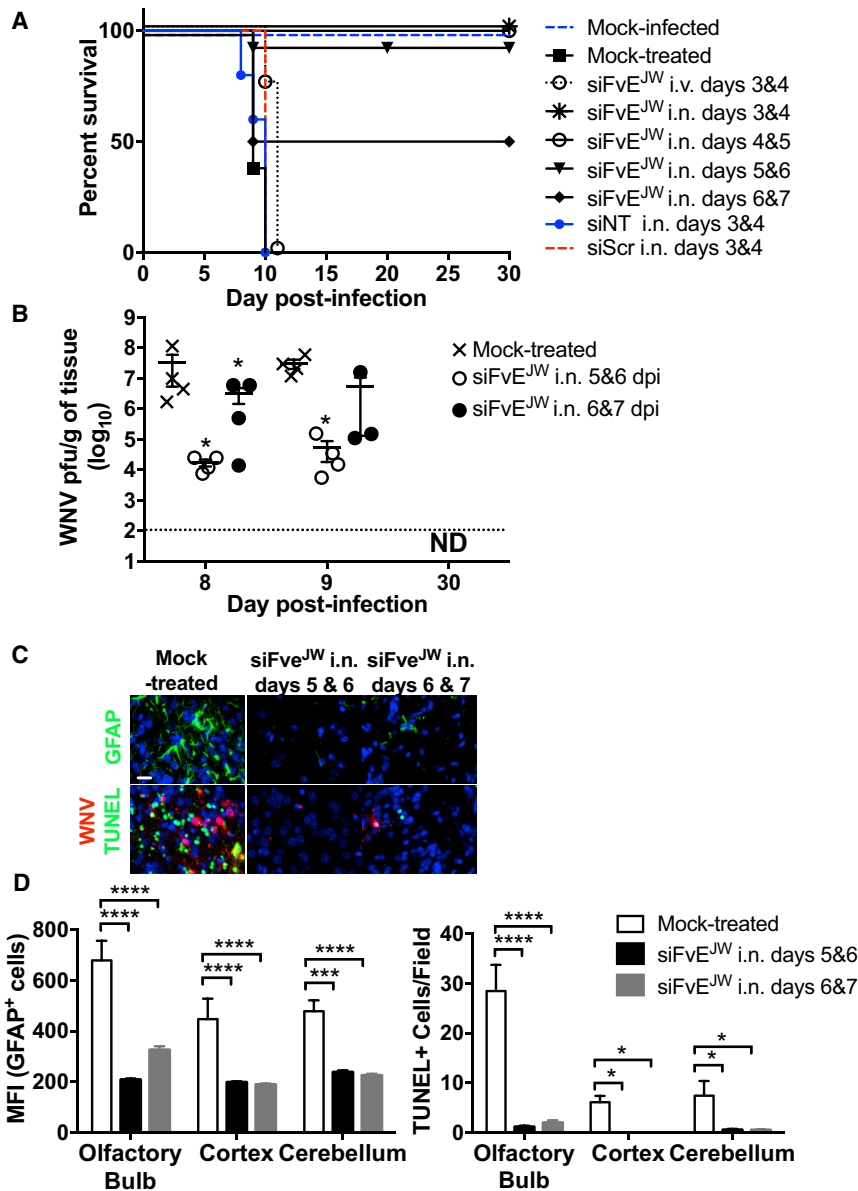 A
Percent survival
100
50
0
0 5 10 15 20 25 30
Day post-infection
Mock-infected
Mock-treated
siFvE^JW i.v. days 3&4
siFvE^JW i.n. days 3&4
siFvE^JW i.n. days 4&5
siFvE^JW i.n. days 5&6
siFvE^JW i.n. days 6&7
siNT i.n. days 3&4
siScr i.n. days 3&4
B
WNV pfu/g of tissue
(log10)
9
8
7
6
5
4
3
2
1
* * *
ND
8 9 30
Day post-infection
Mock-treated
siFvE^JW i.n. 5&6 dpi
siFvE^JW i.n. 6&7 dpi
C
Mock
-treated
siFve^JW i.n.
days 5 & 6
siFve^JW i.n.
days 6 & 7
GFAP
WNV
TUNEL
D
MFI (GFAP+ cells)
800
600
400
200
0
****
****
****
****
****
***
Olfactory
Bulb
Cortex
Cerebellum
TUNEL+ Cells/Field
40
30
20
10
0
****
****
*
*
*
*
Olfactory
Bulb
Cortex
Cerebellum
Mock-treated
siFvE^JW i.n. days 5&6
siFvE^JW i.n. days 6&7